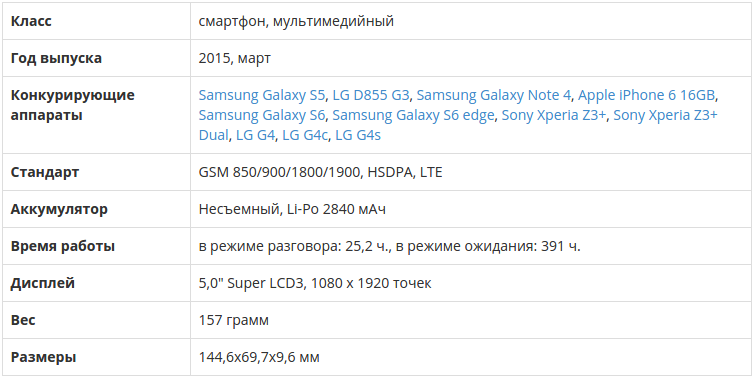 Класс смартфон, мультимедийный
Год выпуска 2015, март
Конкурирующие Samsung Galaxy S5, LG D855 G3, Samsung Galaxy Note 4, Apple iPhone 6 16GB,
аппараты Samsung Galaxy S6, Samsung Galaxy S6 edge, Sony Xperia Z3+, Sony Xperia Z3+
Dual, LG G4, LG G4c, LG G4s
Стандарт GSM 850/900/1800/1900, HSDPA, LTE
Аккумулятор Несъемный, Li-Po 2840 мАч
Время работы в режиме разговора: 25,2 ч., в режиме ожидания: 391 ч.
Дисплей 5,0" Super LCD3, 1080 x 1920 точек
Вес 157 грамм
Размеры 144,6x69,7x9,6 мм